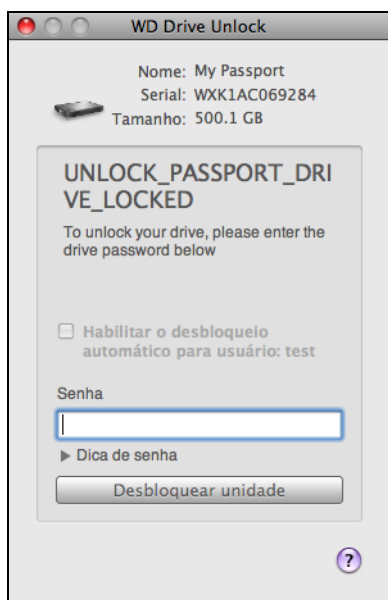 WD Drive Unlock
Nome: My Passport
Serial: WXK1AC069284
Tamanho: 500.1 GB
UNLOCK_PASSPORT_DRI
VE_LOCKED
To unlock your drive, please enter the
drive password below
Habilitar o desbloqueio
automático para usuário: test
Senha
Dica de senha
Desbloquear unidade
?